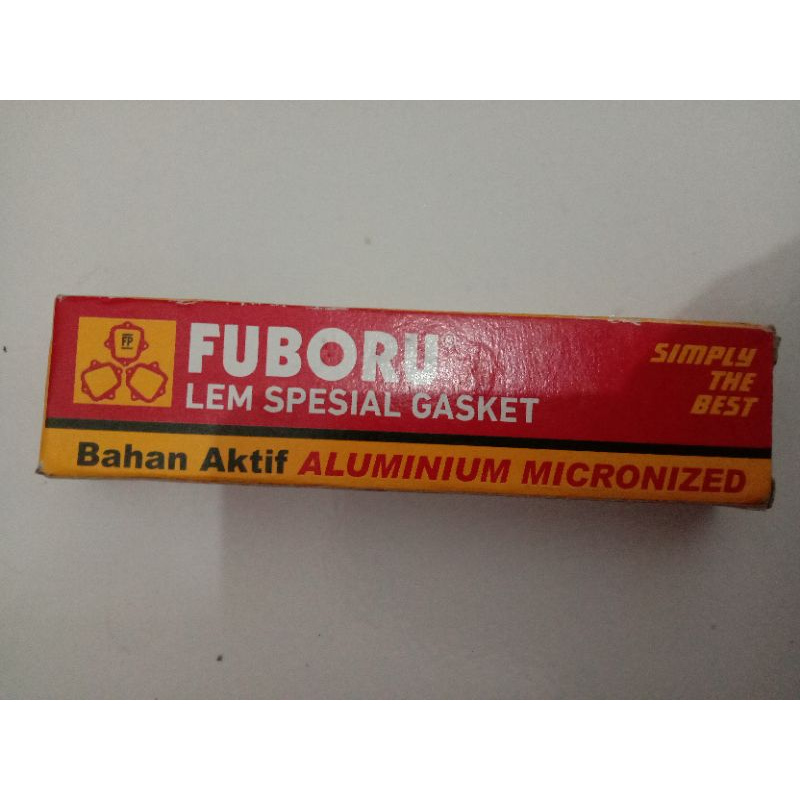 FP
FUBORU®
LEM SPESIAL GASKET
SIMPLY
THE
BEST
Bahan Aktif ALUMINIUM MICRONIZED